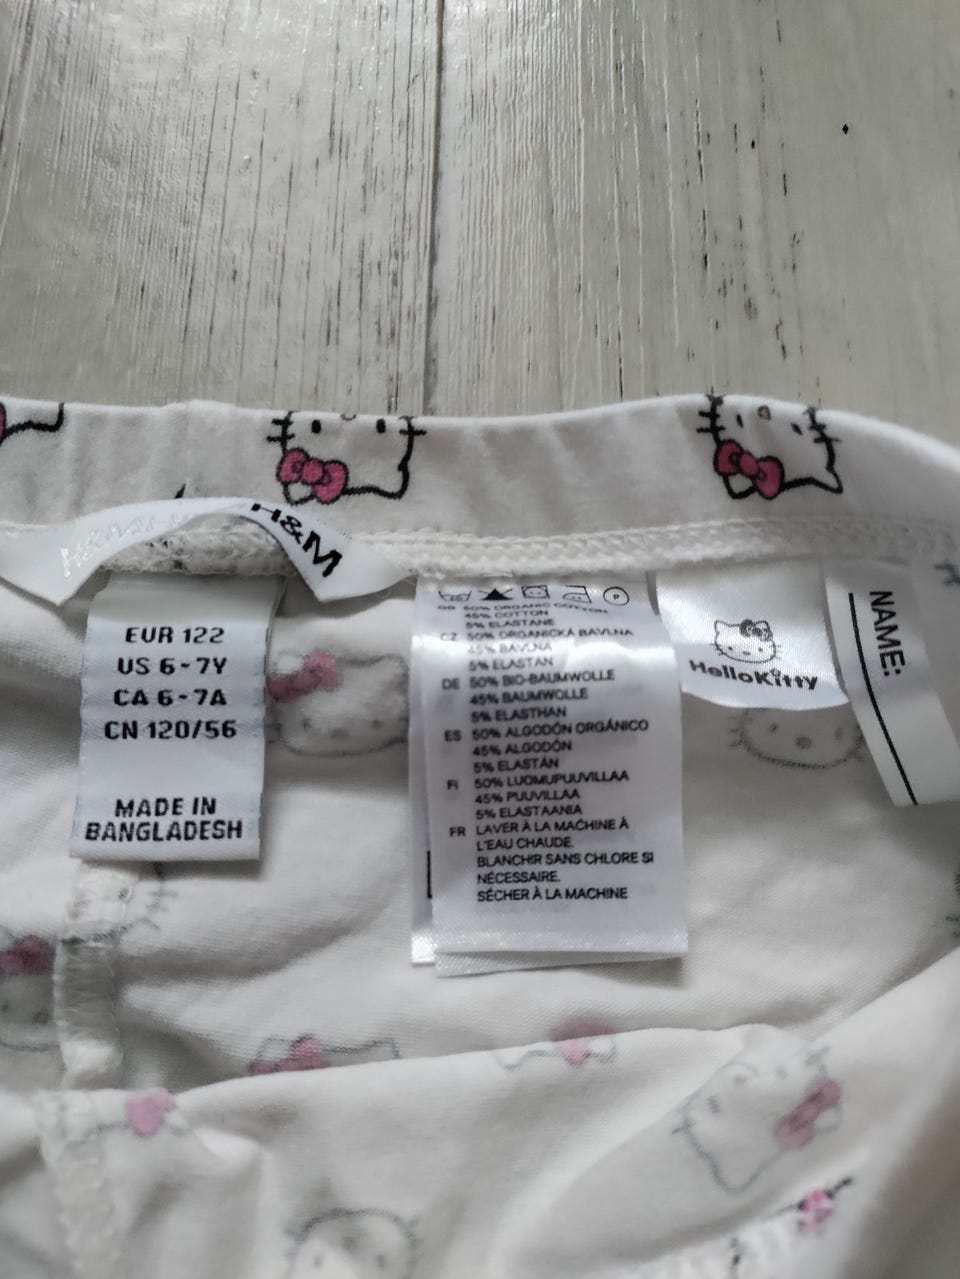 H&M
EUR 122
US 6-7Y
CA 6-7A
CN 120/56
MADE IN
BANGLADESH
P
GB 50% ORGANIC COTTON
45% COTTON
5% ELASTANE
CZ 50% ORGANICKÁ BAVLNA
45% BAVLNA
5% ELASTAN
DE 50% BIO-BAUMWOLLE
45% BAUMWOLLE
5% ELASTHAN
ES 50% ALGODÓN ORGÁNICO
45% ALGODÓN
5% ELASTÁN
FI 50% LUOMUPUUVILLAA
45% PUUVILLAA
5% ELASTAANIA
FR LAVER À LA MACHINE À
L'EAU CHAUDE.
BLANCHIR SANS CHLORE SI
NÉCESSAIRE.
SÉCHER À LA MACHINE
HelloKitty
NAME: